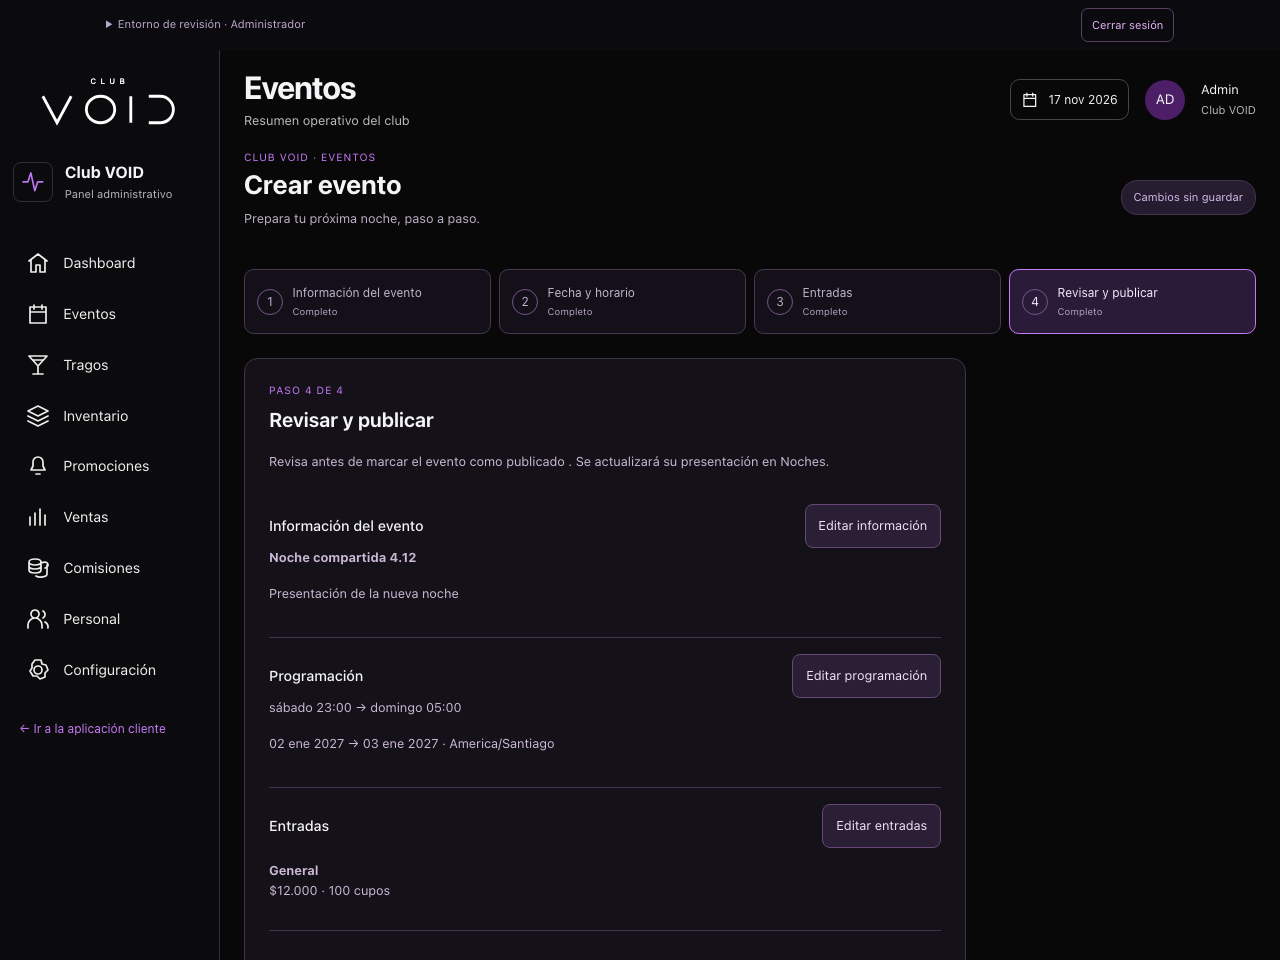 ▶ Entorno de revisión · Administrador
Cerrar sesión
CLUB
VOID
Club VOID
Panel administrativo
Dashboard
Eventos
Tragos
Inventario
Promociones
Ventas
Comisiones
Personal
Configuración
← Ir a la aplicación cliente
Eventos
Resumen operativo del club
17 nov 2026
AD
Admin
Club VOID
CLUB VOID · EVENTOS
Crear evento
Prepara tu próxima noche, paso a paso.
Cambios sin guardar
1
Información del evento
Completo
2
Fecha y horario
Completo
3
Entradas
Completo
4
Revisar y publicar
Completo
PASO 4 DE 4
Revisar y publicar
Revisa antes de marcar el evento como publicado . Se actualizará su presentación en Noches.
Información del evento
Editar información
Noche compartida 4.12
Presentación de la nueva noche
Programación
Editar programación
sábado 23:00 → domingo 05:00
02 ene 2027 → 03 ene 2027 · America/Santiago
Entradas
Editar entradas
General
$12.000 · 100 cupos